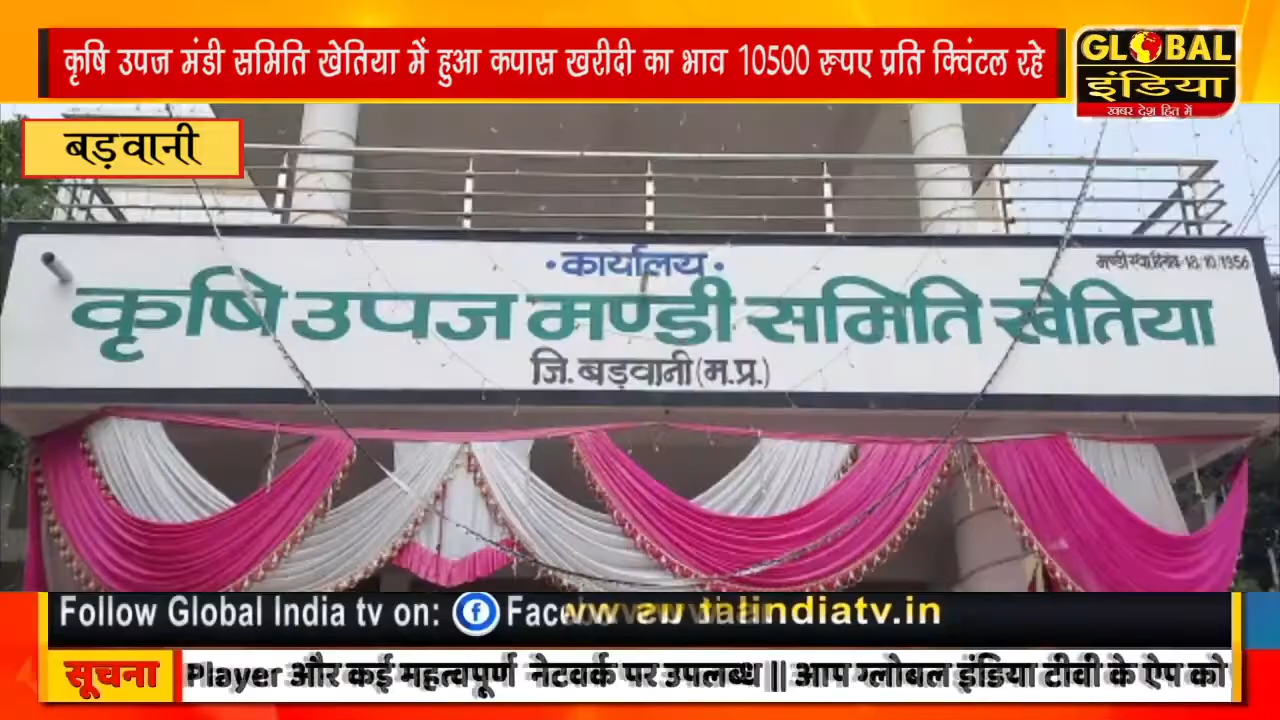 कृषि उपज मंडी समिति खेतिया में हुआ कपास खरीदी का भाव 10500 रूपए प्रति क्विंटल रहे
GLOBAL
इंडिया
खबर देश हित में
बड़वानी
• कार्यालय •
मण्डी स्था. दिनांक-18/10/1956
कृषि उपज मण्डी समिति खेतिया
जि. बड़वानी (म.प्र.)
Follow Global India tv on:
सूचना
Player और कई महत्वपूर्ण नेटवर्क पर उपलब्ध || आप ग्लोबल इंडिया टीवी के ऐप को